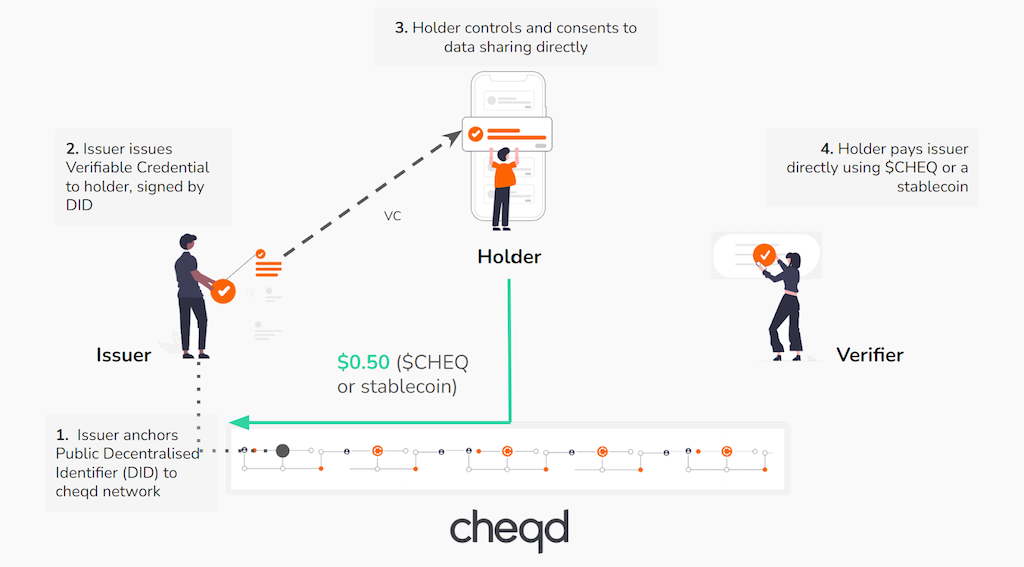 3. Holder controls and consents to
data sharing directly
2. Issuer issues
Verifiable Credential
to holder, signed by
DID
4. Holder pays issuer
directly using $CHEQ or a
stablecoin
VC
Holder
Issuer
Verifier
$0.50 ($CHEQ
or stablecoin)
1. Issuer anchors
Public Decentralised
Identifier (DID) to
cheqd network
cheqd